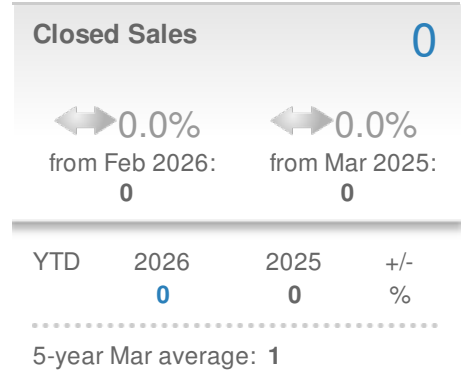 Closed Sales 0
0.0% 0.0%
from Feb 2026: from Mar 2025:
0 0
YTD 2026 2025 +/-
0 0 %
5-year Mar average: 1